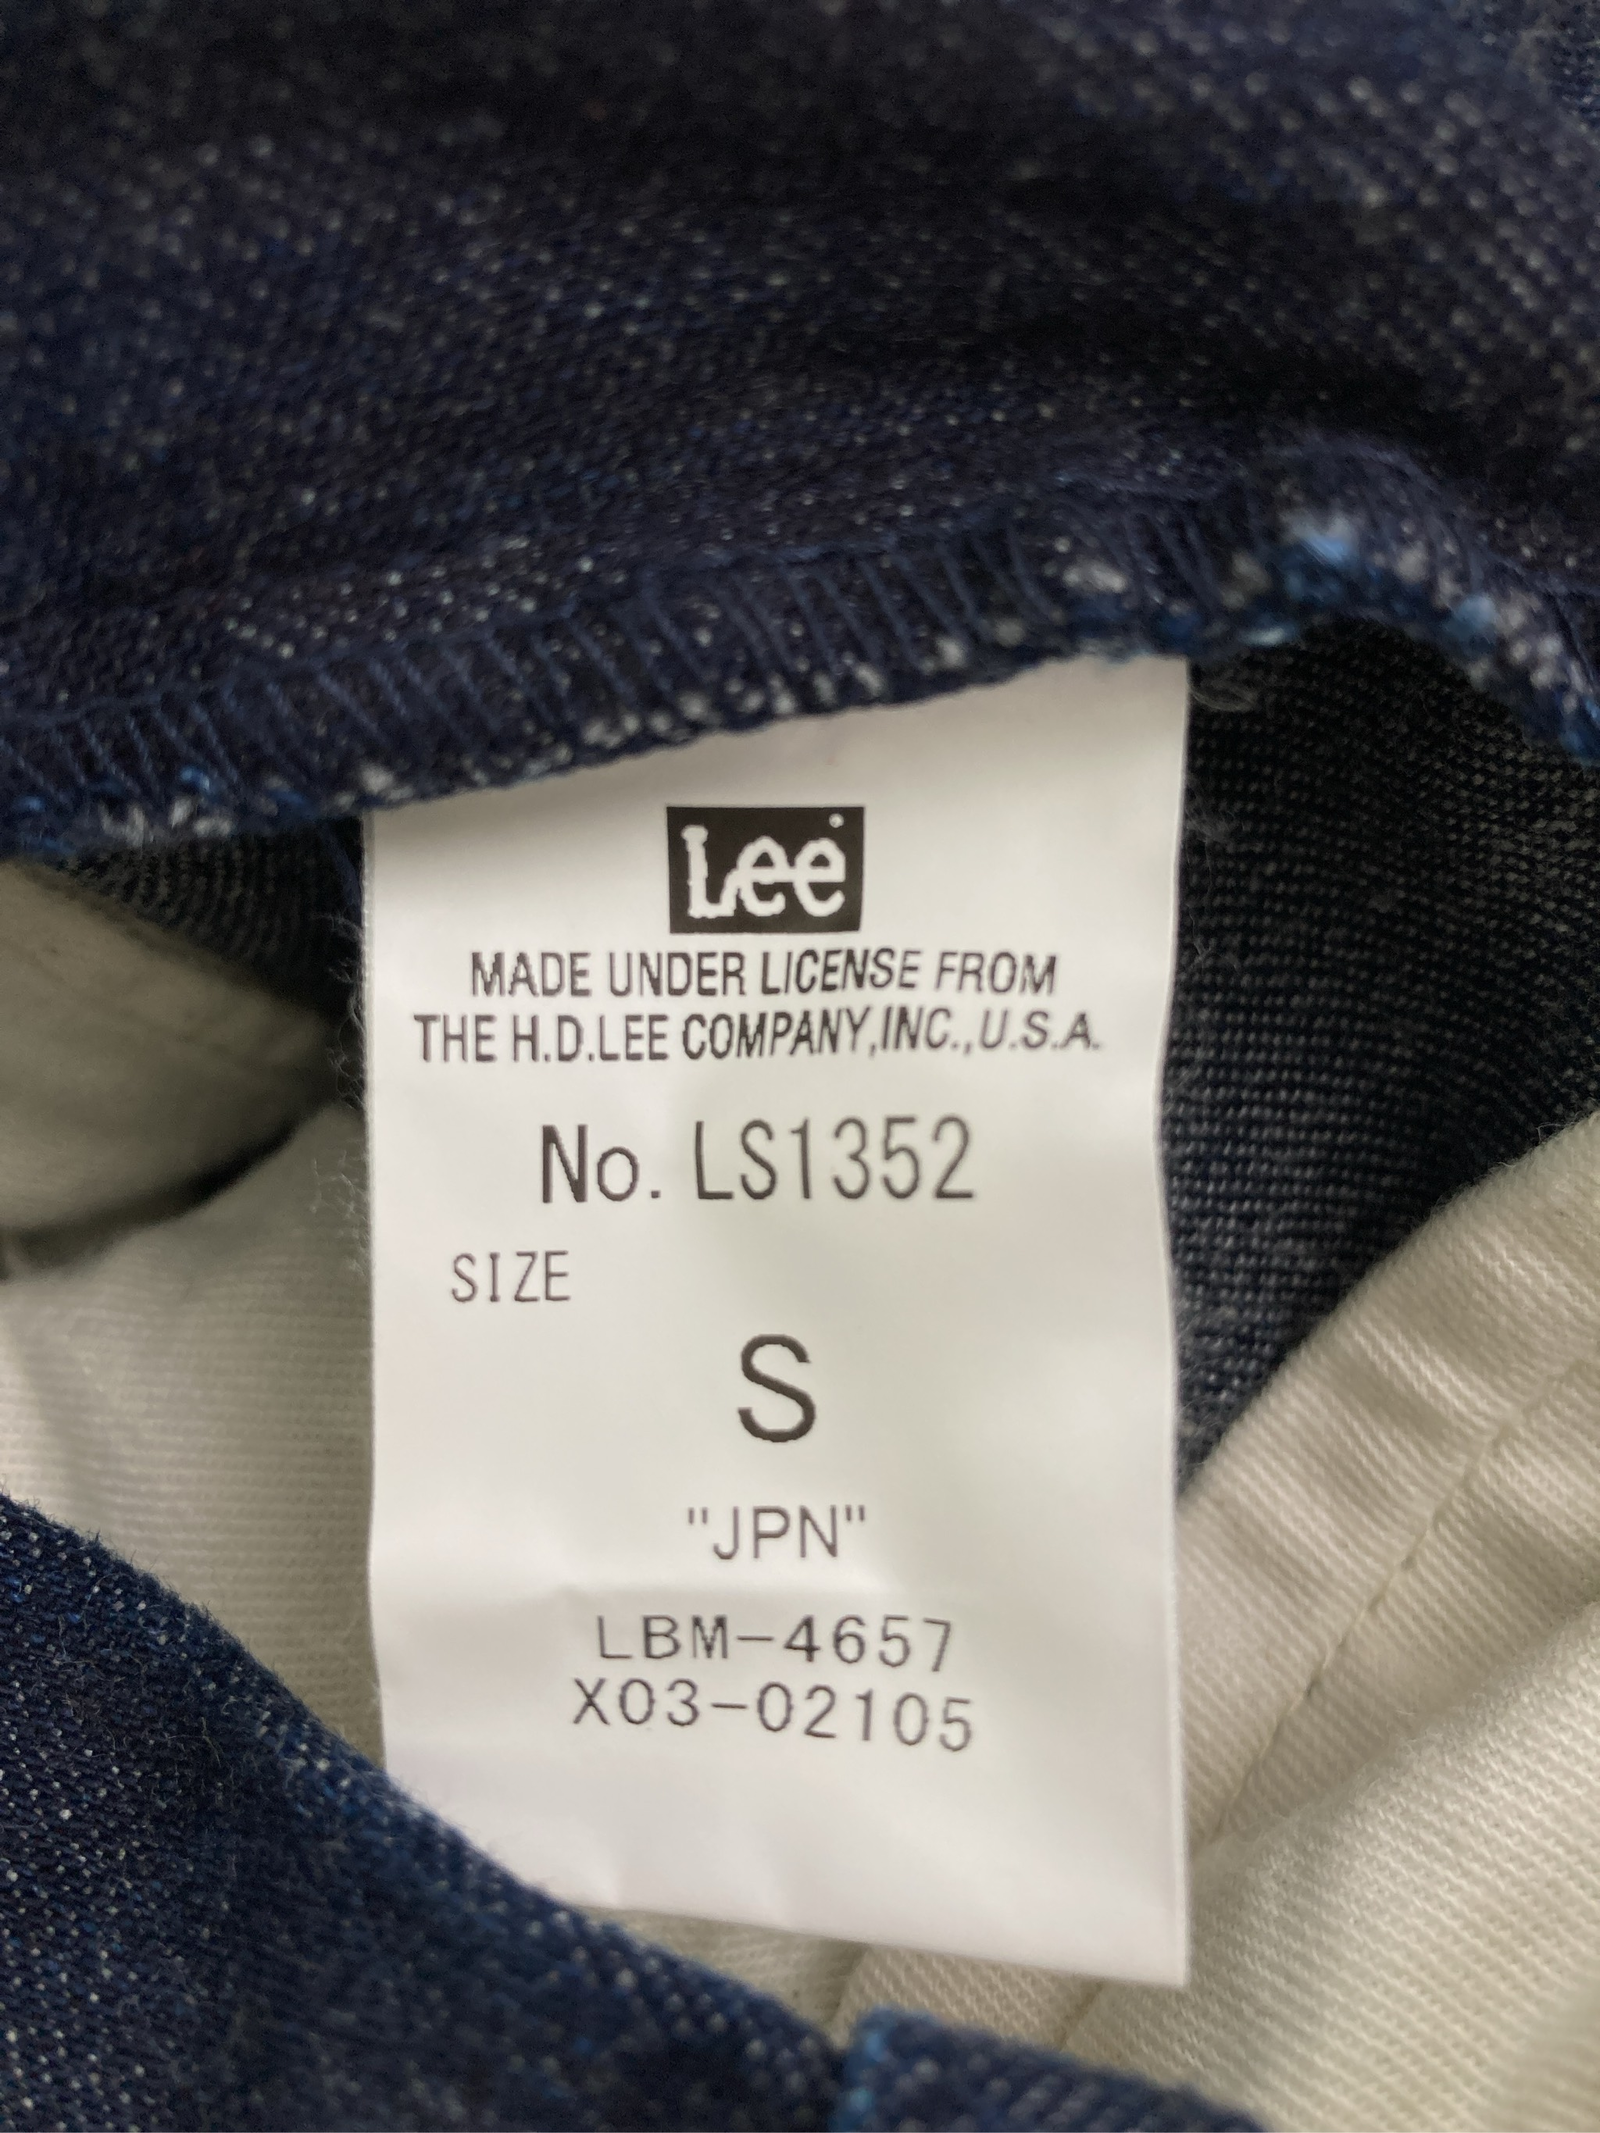 Lee
MADE UNDER LICENSE FROM
THE H.D.LEE COMPANY,INC.,U.S.A.
No. LS1352
SIZE
S
"JPN"
LBM-4657
X03-02105